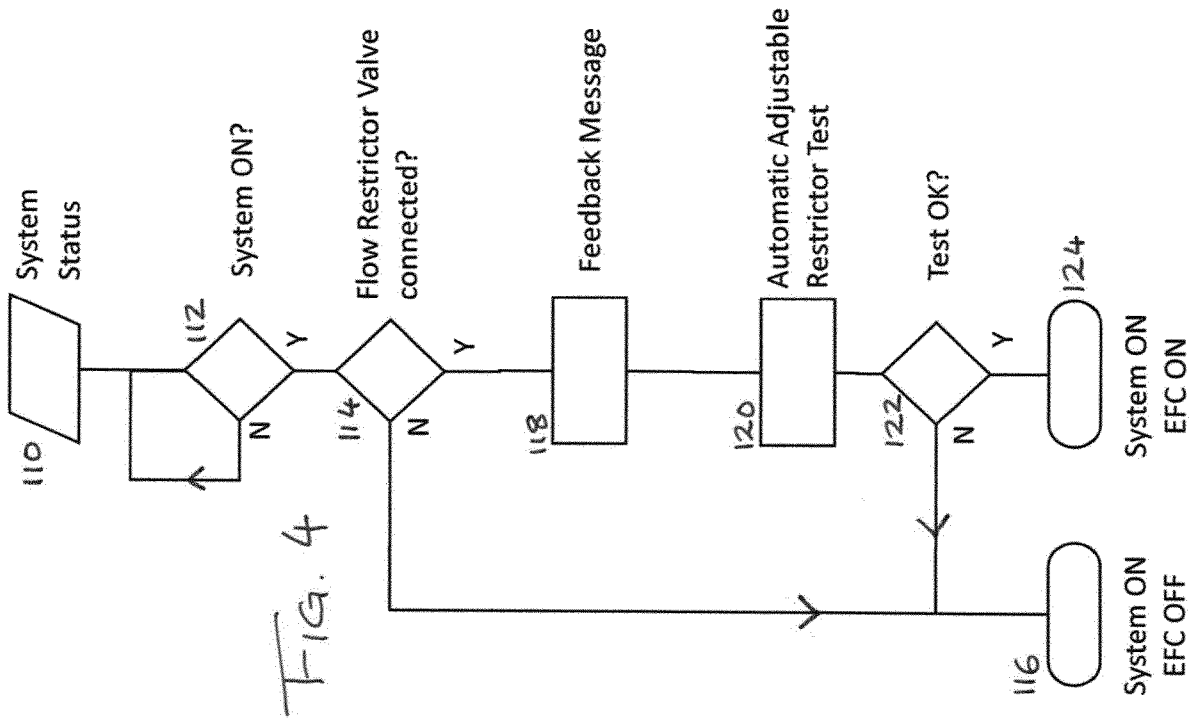 110
System
Status
112
System ON?
Y
N
114
Flow Restrictor Valve
connected?
Y
N
118
Feedback Message
120
Automatic Adjustable
Restrictor Test
122
Test OK?
Y
N
124
System ON
EFC ON
116
System ON
EFC OFF
FIG. 4